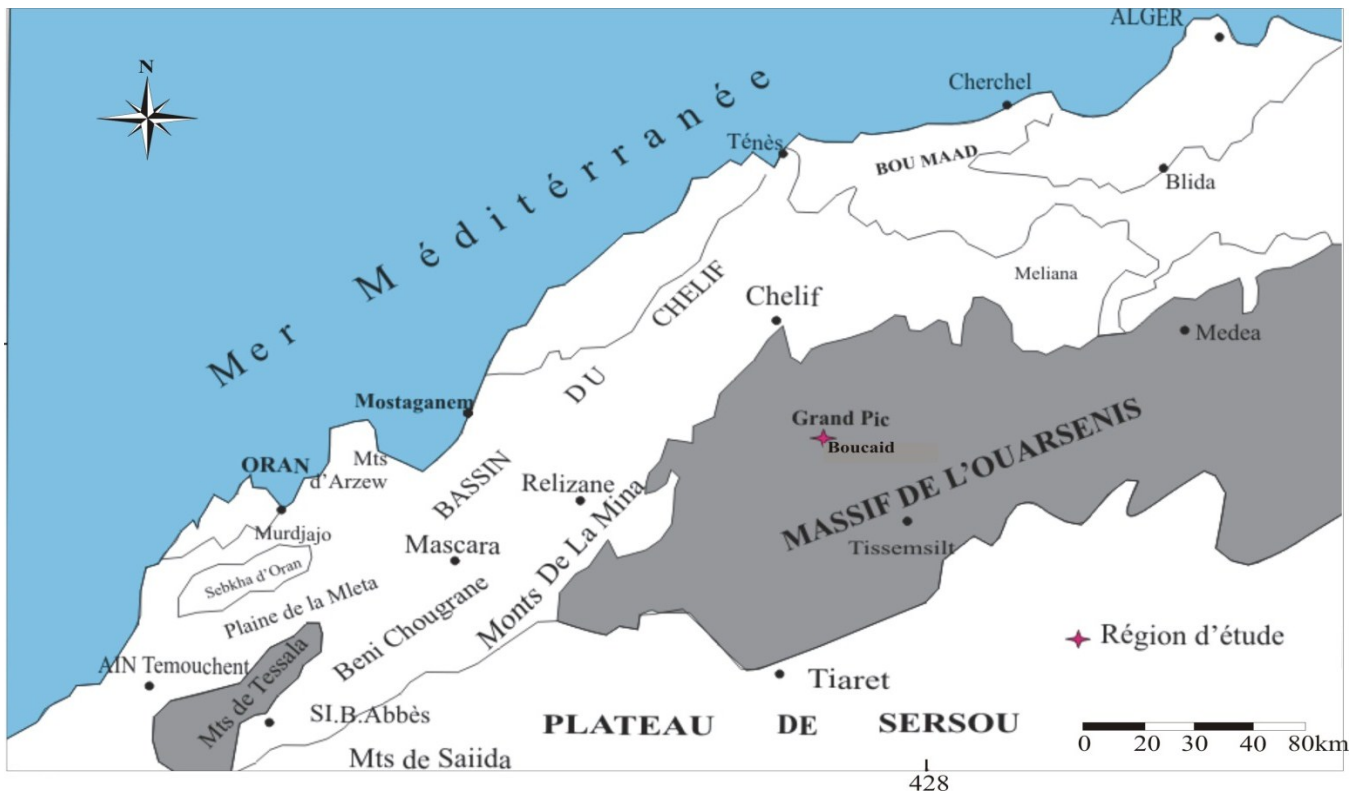 ALGER
N
Cherchel
Mer Méditérranée
Ténès
BOU MAAD
Blida
Meliana
Chelif
Medea
BASSIN DU CHELIF
Mostaganem
Grand Pic
Boucaid
ORAN
Mts
d'Arzew
Relizane
MASSIF DE L'OUARSENIS
Murdjajo
Tissemsilt
Mascara
Sebkha d'Oran
Monts De La Mina
Plaine de la Mleta
Beni Chougrane
Région d'étude
AIN Temouchent
Mts de Tessala
Tiaret
SI.B.Abbès
PLATEAU DE SERSOU
Mts de Saiida
0 20 30 40 80km
428